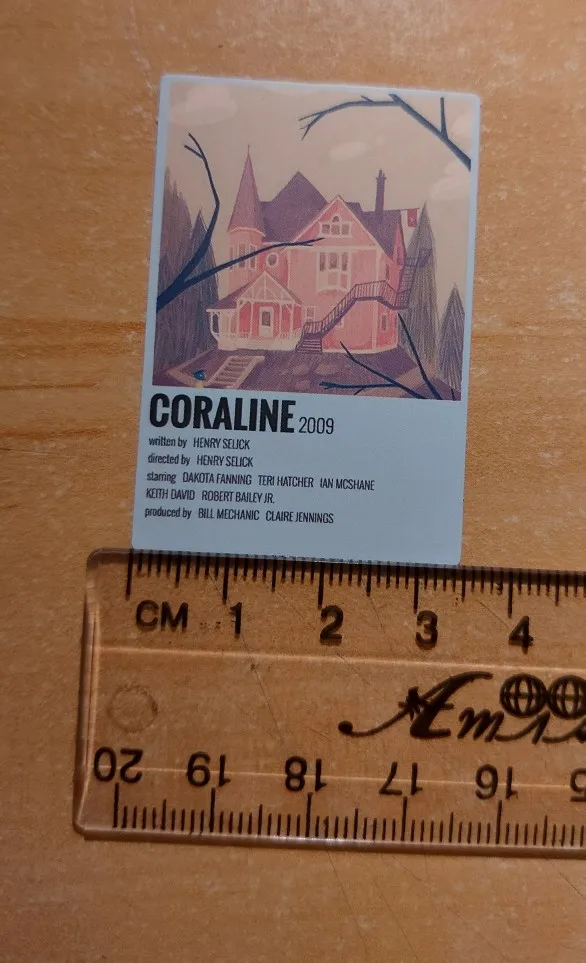 CORALINE 2009
written by HENRY SELICK
directed by HENRY SELICK
starring DAKOTA FANNING TERI HATCHER IAN MCSHANE
KEITH DAVID ROBERT BAILEY JR.
produced by BILL MECHANIC CLAIRE JENNINGS
CM 1 2 3 4
20 19 18 17 16